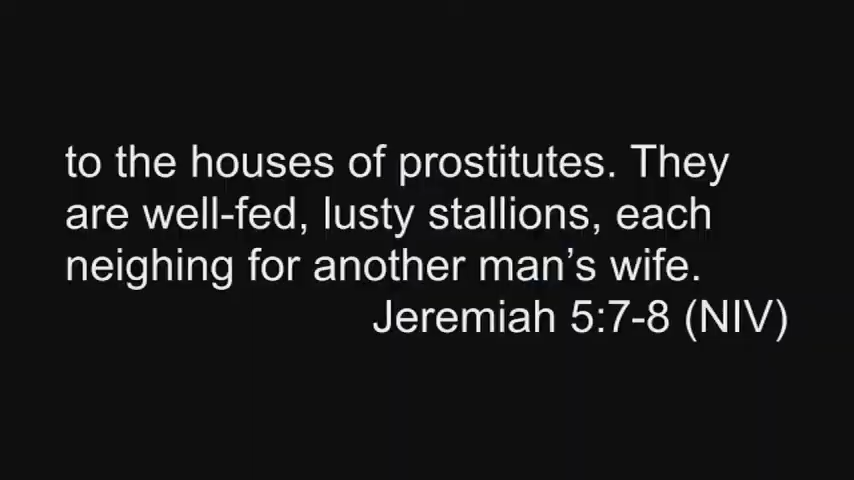 to the houses of prostitutes. They
are well-fed, lusty stallions, each
neighing for another man’s wife.
Jeremiah 5:7-8 (NIV)